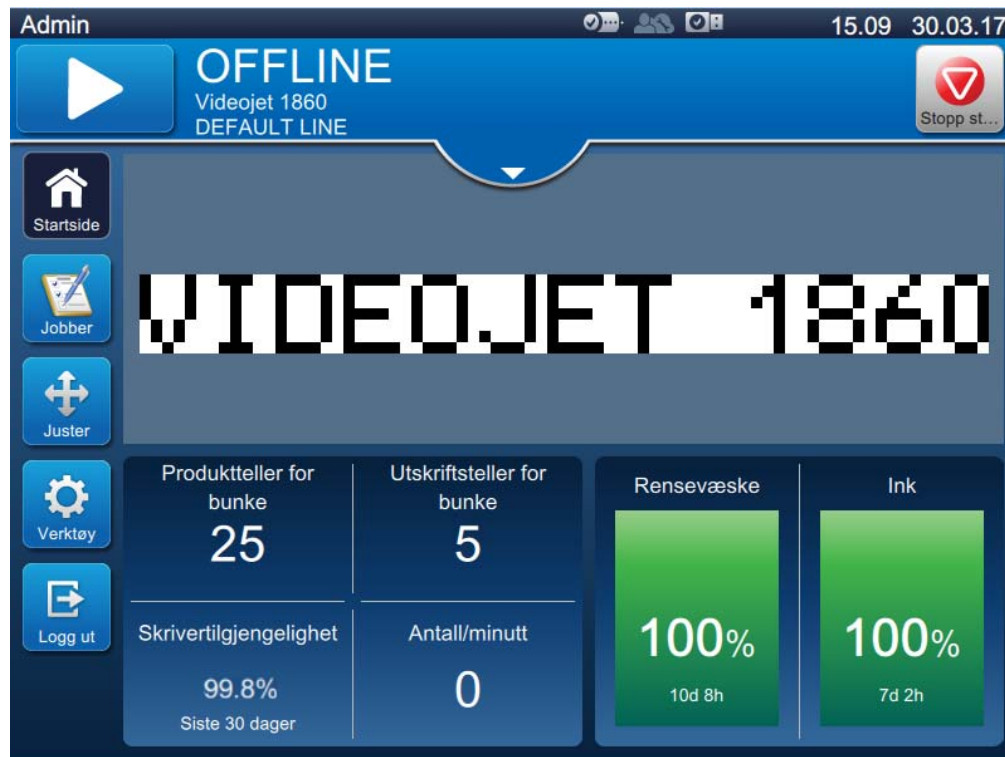 Admin
15.09 30.03.17
OFFLINE
Videojet 1860
DEFAULT LINE
Stopp st...
Startside
Jobber
Juster
Verktøy
Logg ut
VIDEOJET 1860
Produktteller for
bunke
25
Utskriftsteller for
bunke
5
Skrivertilgjengelighet
99.8%
Siste 30 dager
Antall/minutt
0
Rensevæske
100%
10d 8h
Ink
100%
7d 2h